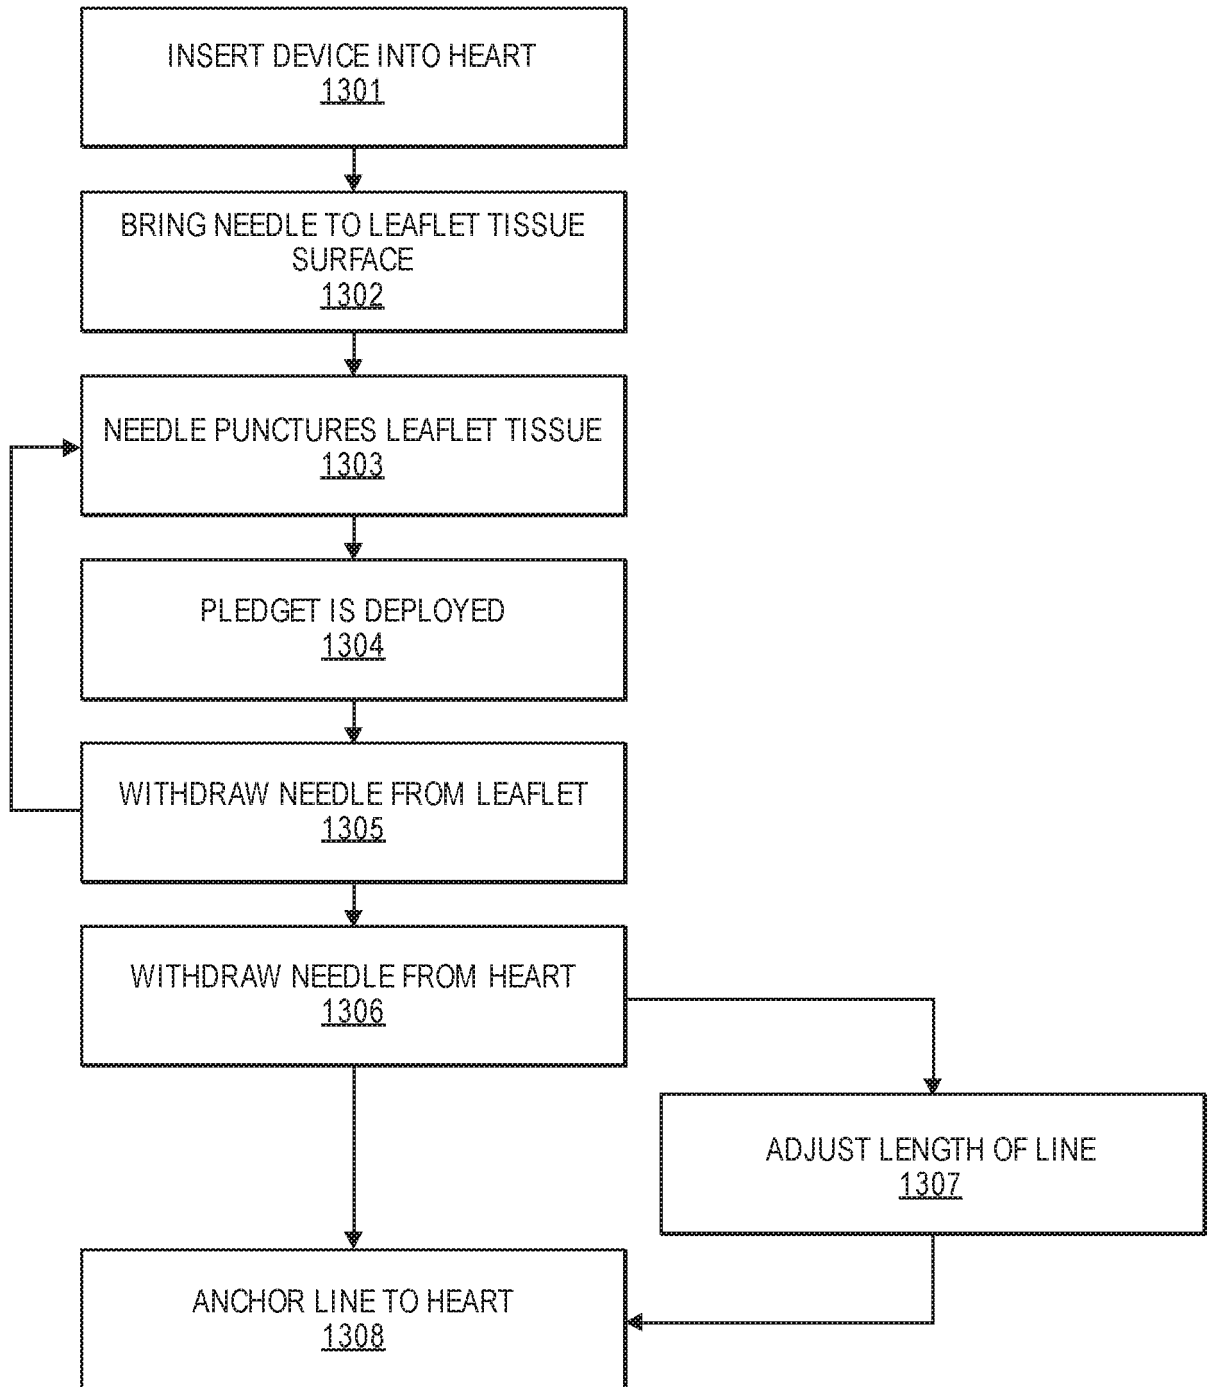 INSERT DEVICE INTO HEART
1301
BRING NEEDLE TO LEAFLET TISSUE
SURFACE
1302
NEEDLE PUNCTURES LEAFLET TISSUE
1303
PLEDGET IS DEPLOYED
1304
WITHDRAW NEEDLE FROM LEAFLET
1305
WITHDRAW NEEDLE FROM HEART
1306
ADJUST LENGTH OF LINE
1307
ANCHOR LINE TO HEART
1308